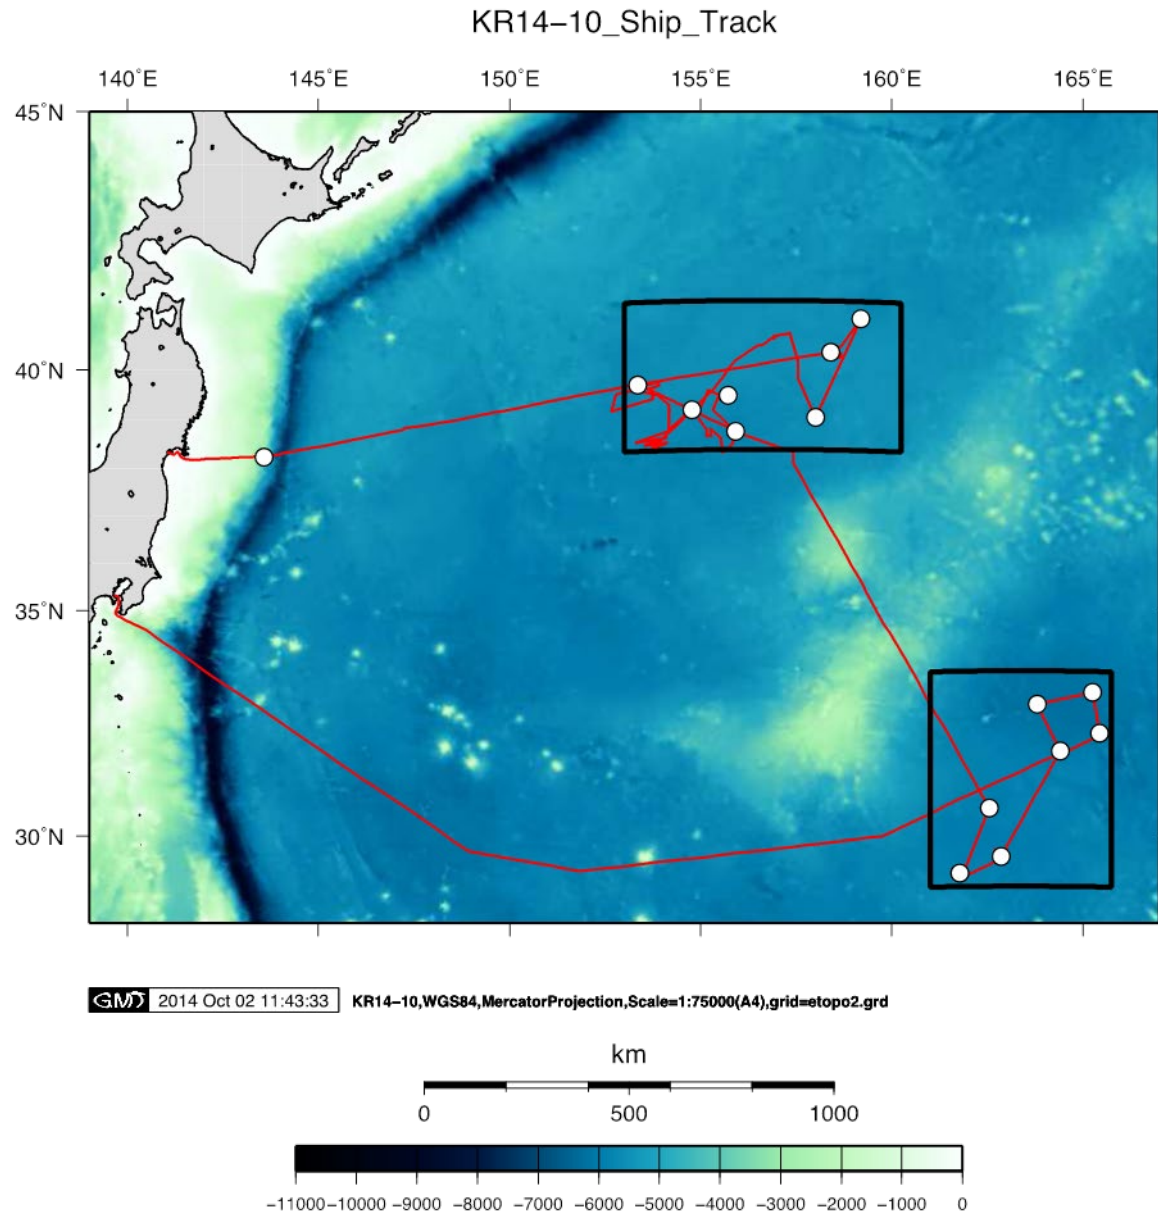 KR14−10_Ship_Track
140˚E 145˚E 150˚E 155˚E 160˚E 165˚E
45˚N
40˚N
35˚N
30˚N
GMT 2014 Oct 02 11:43:33 KR14−10,WGS84,MercatorProjection,Scale=1:75000(A4),grid=etopo2.grd
km
0 500 1000
−11000 −10000 −9000 −8000 −7000 −6000 −5000 −4000 −3000 −2000 −1000 0